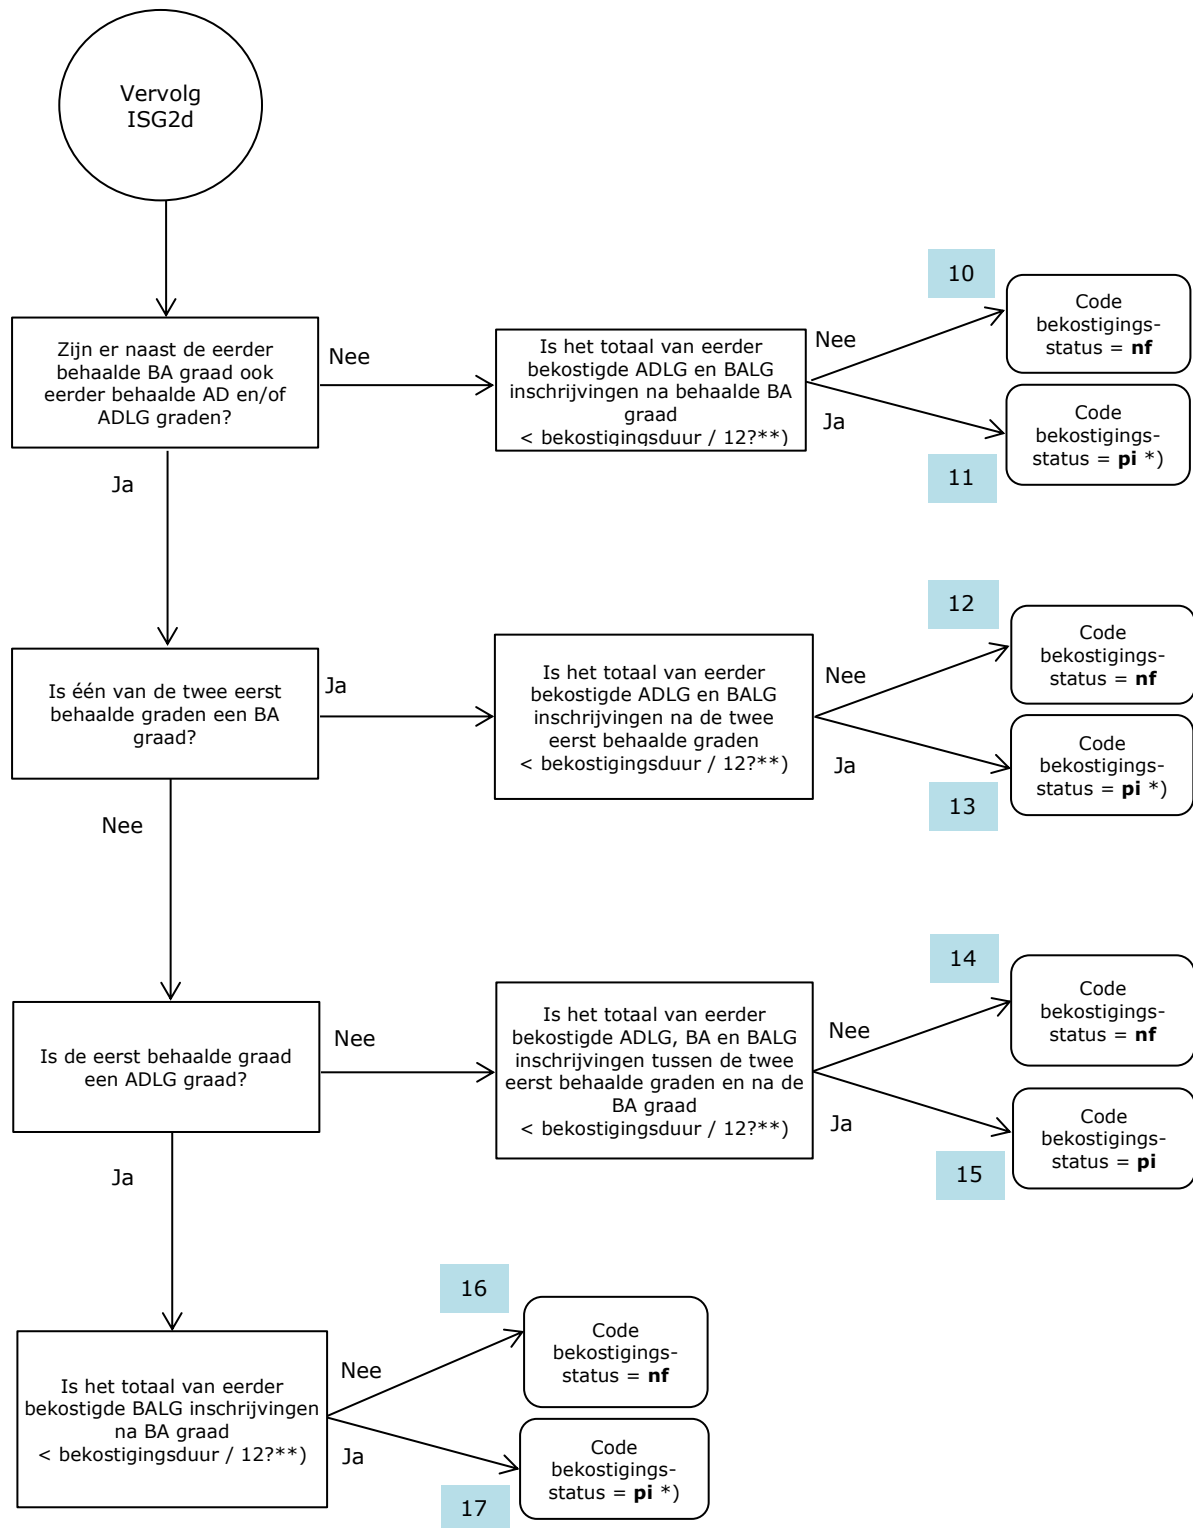 Vervolg
ISG2d
Zijn er naast de eerder
behaalde BA graad ook
eerder behaalde AD en/of
ADLG graden?
Nee
Is het totaal van eerder
bekostigde ADLG en BALG
inschrijvingen na behaalde BA
graad
< bekostigingsduur / 12?**)
Nee
10
Code
bekostigings-
status = nf
Ja
11
Code
bekostigings-
status = pi *)
Ja
Is één van de twee eerst
behaalde graden een BA
graad?
Ja
Is het totaal van eerder
bekostigde ADLG en BALG
inschrijvingen na de twee
eerst behaalde graden
< bekostigingsduur / 12?**)
Nee
12
Code
bekostigings-
status = nf
Ja
13
Code
bekostigings-
status = pi *)
Nee
Is de eerst behaalde graad
een ADLG graad?
Nee
Is het totaal van eerder
bekostigde ADLG, BA en BALG
inschrijvingen tussen de twee
eerst behaalde graden en na de
BA graad
< bekostigingsduur / 12?**)
Nee
14
Code
bekostigings-
status = nf
Ja
15
Code
bekostigings-
status = pi
Ja
Is het totaal van eerder
bekostigde BALG inschrijvingen
na BA graad
< bekostigingsduur / 12?**)
Nee
16
Code
bekostigings-
status = nf
Ja
17
Code
bekostigings-
status = pi *)